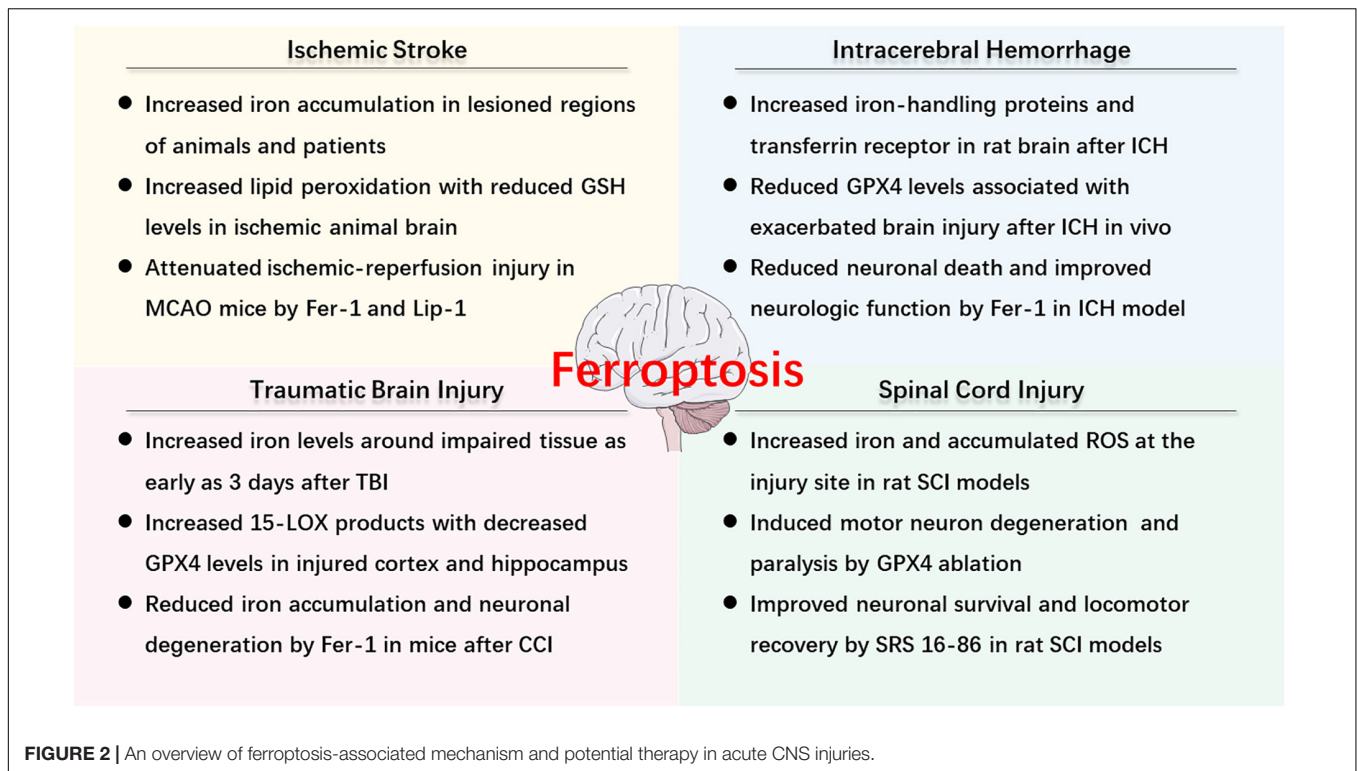 Ischemic Stroke
● Increased iron accumulation in lesioned regions
of animals and patients
● Increased lipid peroxidation with reduced GSH
levels in ischemic animal brain
● Attenuated ischemic-reperfusion injury in
MCAO mice by Fer-1 and Lip-1
Intracerebral Hemorrhage
● Increased iron-handling proteins and
transferrin receptor in rat brain after ICH
● Reduced GPX4 levels associated with
exacerbated brain injury after ICH in vivo
● Reduced neuronal death and improved
neurologic function by Fer-1 in ICH model
Ferroptosis
Traumatic Brain Injury
● Increased iron levels around impaired tissue as
early as 3 days after TBI
● Increased 15-LOX products with decreased
GPX4 levels in injured cortex and hippocampus
● Reduced iron accumulation and neuronal
degeneration by Fer-1 in mice after CCI
Spinal Cord Injury
● Increased iron and accumulated ROS at the
injury site in rat SCI models
● Induced motor neuron degeneration and
paralysis by GPX4 ablation
● Improved neuronal survival and locomotor
recovery by SRS 16-86 in rat SCI models
FIGURE 2 | An overview of ferroptosis-associated mechanism and potential therapy in acute CNS injuries.